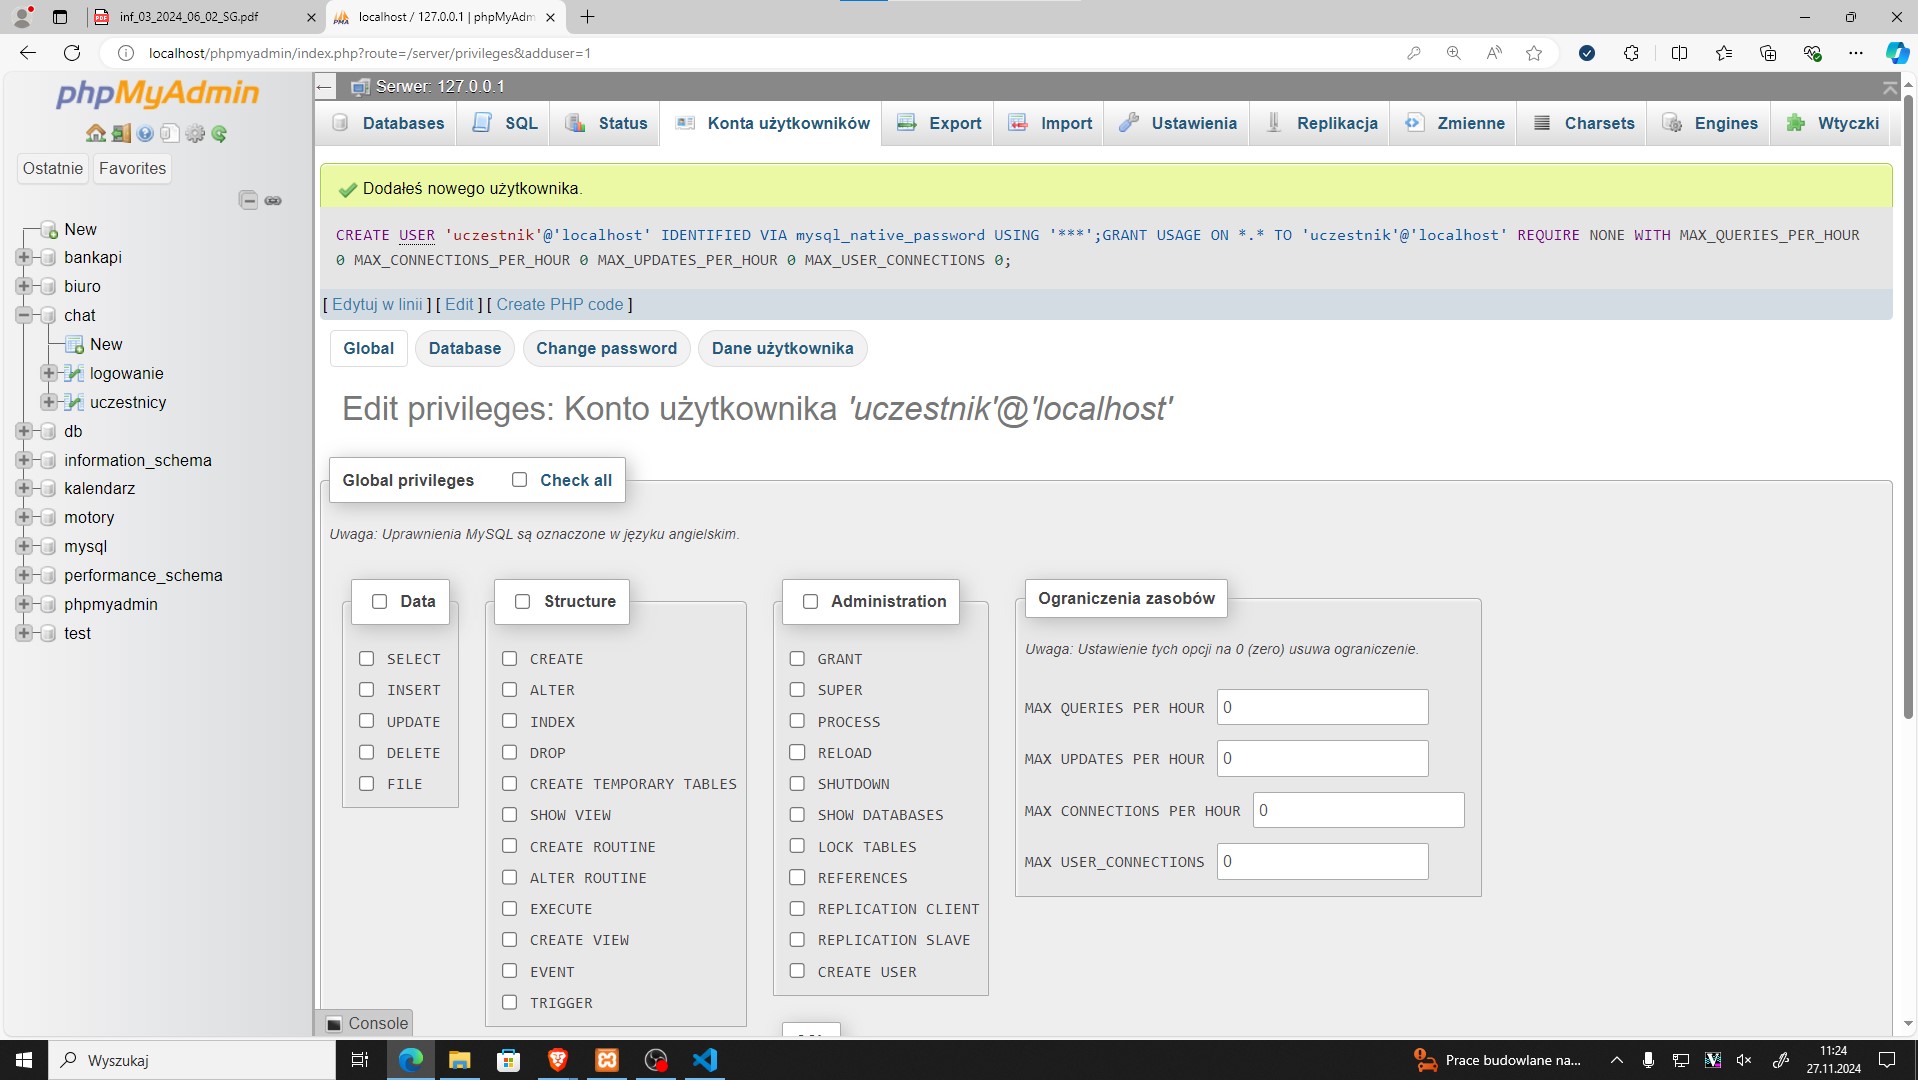 inf_03_2024_06_02_SG.pdf
localhost / 127.0.0.1 | phpMyAdm
localhost/phpmyadmin/index.php?route=/server/privileges&adduser=1
phpMyAdmin
Ostatnie Favorites
New
bankapi
biuro
chat
New
logowanie
uczestnicy
db
information_schema
kalendarz
motory
mysql
performance_schema
phpmyadmin
test
Serwer: 127.0.0.1
Databases SQL Status Konta użytkowników Export Import Ustawienia Replikacja Zmienne Charsets Engines Wtyczki
Dodałeś nowego użytkownika.
CREATE USER 'uczestnik'@'localhost' IDENTIFIED VIA mysql_native_password USING '***';GRANT USAGE ON *.* TO 'uczestnik'@'localhost' REQUIRE NONE WITH MAX_QUERIES_PER_HOUR
0 MAX_CONNECTIONS_PER_HOUR 0 MAX_UPDATES_PER_HOUR 0 MAX_USER_CONNECTIONS 0;
[ Edytuj w linii ] [ Edit ] [ Create PHP code ]
Global Database Change password Dane użytkownika
Edit privileges: Konto użytkownika 'uczestnik'@'localhost'
Global privileges Check all
Uwaga: Uprawnienia MySQL są oznaczone w języku angielskim.
Data
SELECT
INSERT
UPDATE
DELETE
FILE
Structure
CREATE
ALTER
INDEX
DROP
CREATE TEMPORARY TABLES
SHOW VIEW
CREATE ROUTINE
ALTER ROUTINE
EXECUTE
CREATE VIEW
EVENT
TRIGGER
Administration
GRANT
SUPER
PROCESS
RELOAD
SHUTDOWN
SHOW DATABASES
LOCK TABLES
REFERENCES
REPLICATION CLIENT
REPLICATION SLAVE
CREATE USER
Ograniczenia zasobów
Uwaga: Ustawienie tych opcji na 0 (zero) usuwa ograniczenie.
MAX QUERIES PER HOUR 0
MAX UPDATES PER HOUR 0
MAX CONNECTIONS PER HOUR 0
MAX USER_CONNECTIONS 0
Console
Wyszukaj
Prace budowlane na...
11:24
27.11.2024